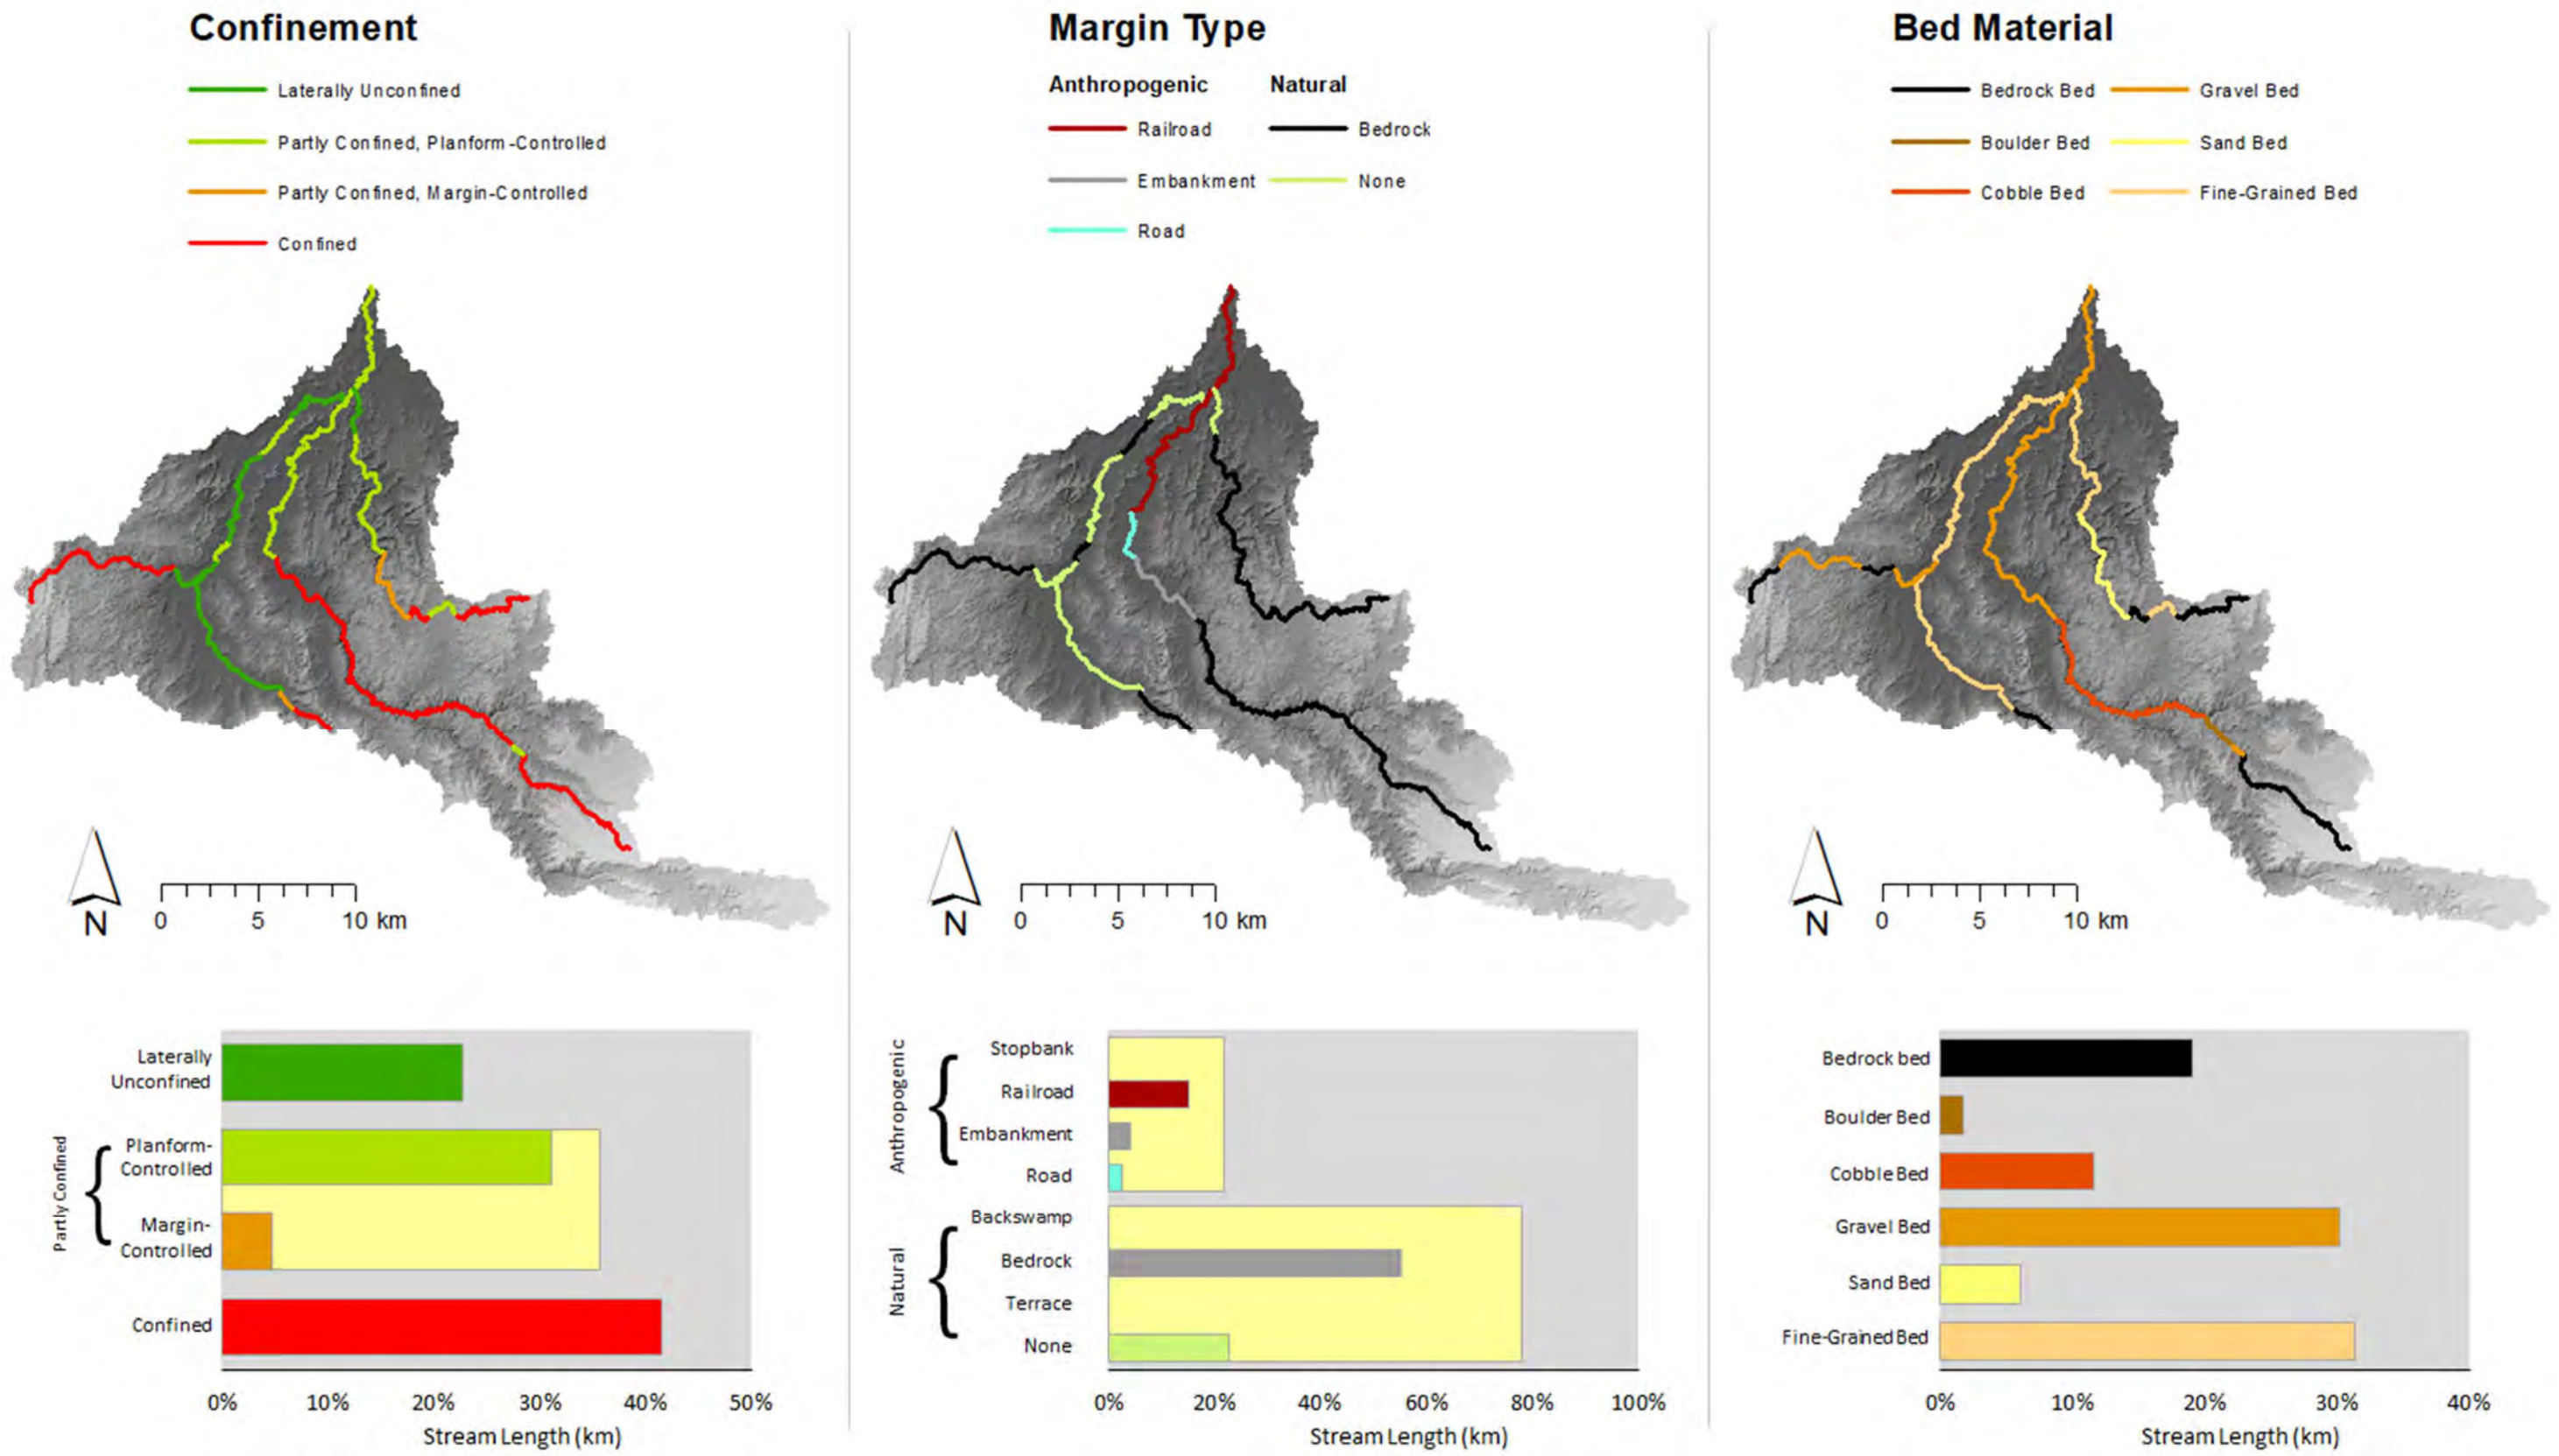 Confinement
Laterally Unconfined
Partly Confined, Planform-Controlled
Partly Confined, Margin-Controlled
Confined
N
0 5 10 km
Partly Confined
Laterally
Unconfined
Planform-
Controlled
Margin-
Controlled
Confined
0% 10% 20% 30% 40% 50%
Stream Length (km)
Margin Type
Anthropogenic Natural
Railroad Bedrock
Embankment None
Road
N
0 5 10 km
Anthropogenic
Stopbank
Railroad
Embankment
Road
Natural
Backswamp
Bedrock
Terrace
None
0% 20% 40% 60% 80% 100%
Stream Length (km)
Bed Material
Bedrock Bed Gravel Bed
Boulder Bed Sand Bed
Cobble Bed Fine-Grained Bed
N
0 5 10 km
Bedrock bed
Boulder Bed
Cobble Bed
Gravel Bed
Sand Bed
Fine-Grained Bed
0% 10% 20% 30% 40%
Stream Length (km)